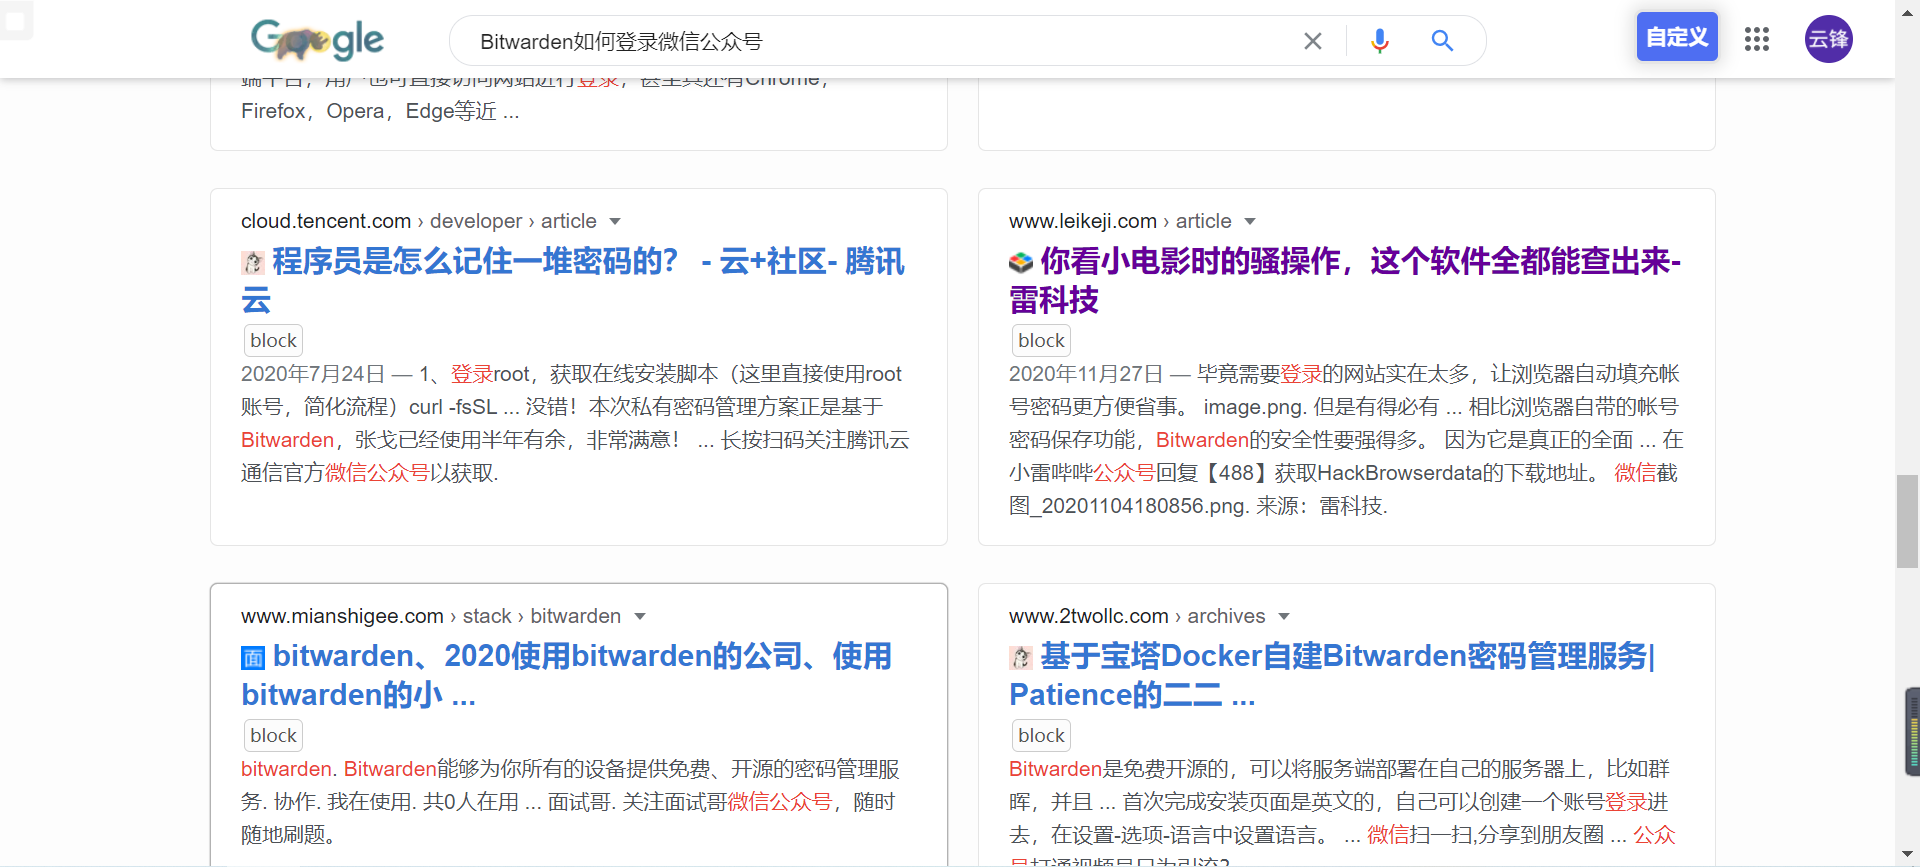 Google
Bitwarden如何登录微信公众号
自定义
云锋
端平台，用户也可直接访问网站进行登录，甚至其还有Chrome，
Firefox，Opera，Edge等近 ...
cloud.tencent.com › developer › article
程序员是怎么记住一堆密码的？ - 云+社区- 腾讯
云
block
2020年7月24日 — 1、登录root，获取在线安装脚本（这里直接使用root
账号，简化流程）curl -fsSL ... 没错！本次私有密码管理方案正是基于
Bitwarden，张戈已经使用半年有余，非常满意！ ... 长按扫码关注腾讯云
通信官方微信公众号以获取.
www.leikeji.com › article
你看小电影时的骚操作，这个软件全都能查出来-
雷科技
block
2020年11月27日 — 毕竟需要登录的网站实在太多，让浏览器自动填充帐
号密码更方便省事。 image.png. 但是有得必有 ... 相比浏览器自带的帐号
密码保存功能，Bitwarden的安全性要强得多。 因为它是真正的全面 ... 在
小雷哔哔公众号回复【488】获取HackBrowserdata的下载地址。 微信截
图_20201104180856.png. 来源：雷科技.
www.mianshigee.com › stack › bitwarden
面 bitwarden、2020使用bitwarden的公司、使用
bitwarden的小 ...
block
bitwarden. Bitwarden能够为你所有的设备提供免费、开源的密码管理服
务. 协作. 我在使用. 共0人在用 ... 面试哥. 关注面试哥微信公众号，随时
随地刷题。
www.2twollc.com › archives
基于宝塔Docker自建Bitwarden密码管理服务|
Patience的二二 ...
block
Bitwarden是免费开源的，可以将服务端部署在自己的服务器上，比如群
晖，并且 ... 首次完成安装页面是英文的，自己可以创建一个账号登录进
去，在设置-选项-语言中设置语言。 ... 微信扫一扫,分享到朋友圈 ... 公众